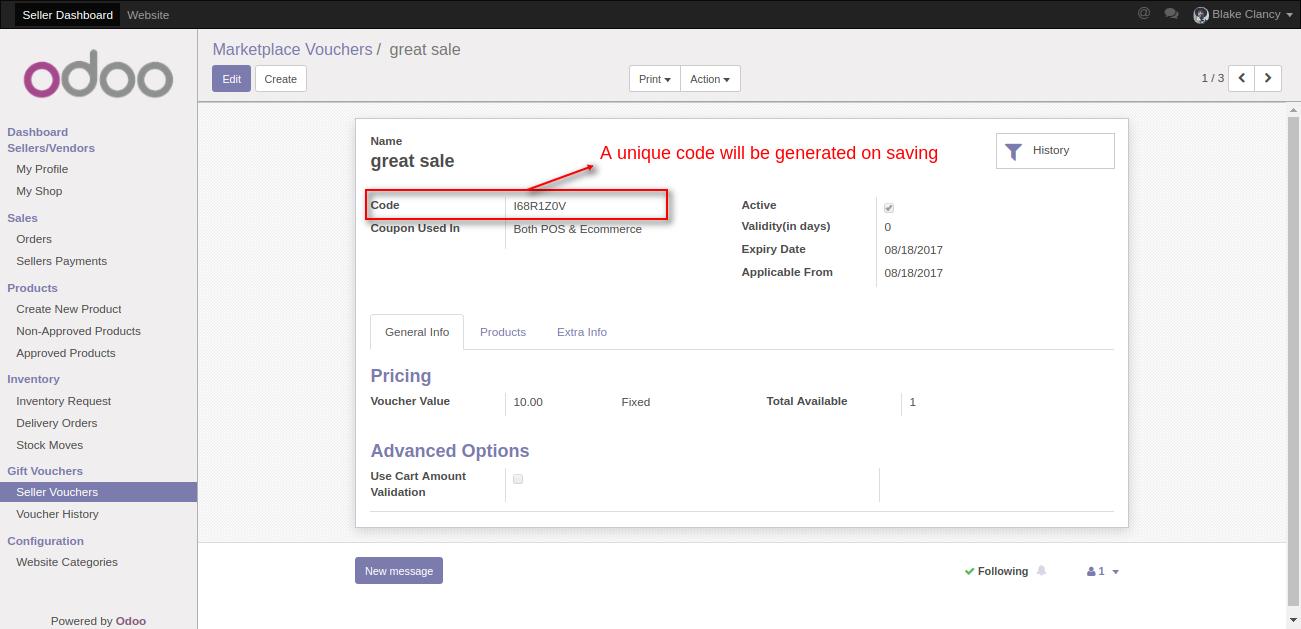 Seller Dashboard Website @ Blake Clancy
odoo
Dashboard
Sellers/Vendors
My Profile
My Shop
Sales
Orders
Sellers Payments
Products
Create New Product
Non-Approved Products
Approved Products
Inventory
Inventory Request
Delivery Orders
Stock Moves
Gift Vouchers
Seller Vouchers
Voucher History
Configuration
Website Categories
Powered by Odoo
Marketplace Vouchers / great sale
Edit Create Print Action 1 / 3
Name
great sale
A unique code will be generated on saving
History
Code I68R1Z0V
Coupon Used In Both POS & Ecommerce
Active
Validity(in days) 0
Expiry Date 08/18/2017
Applicable From 08/18/2017
General Info Products Extra Info
Pricing
Voucher Value 10.00 Fixed Total Available 1
Advanced Options
Use Cart Amount
Validation
New message Following 1